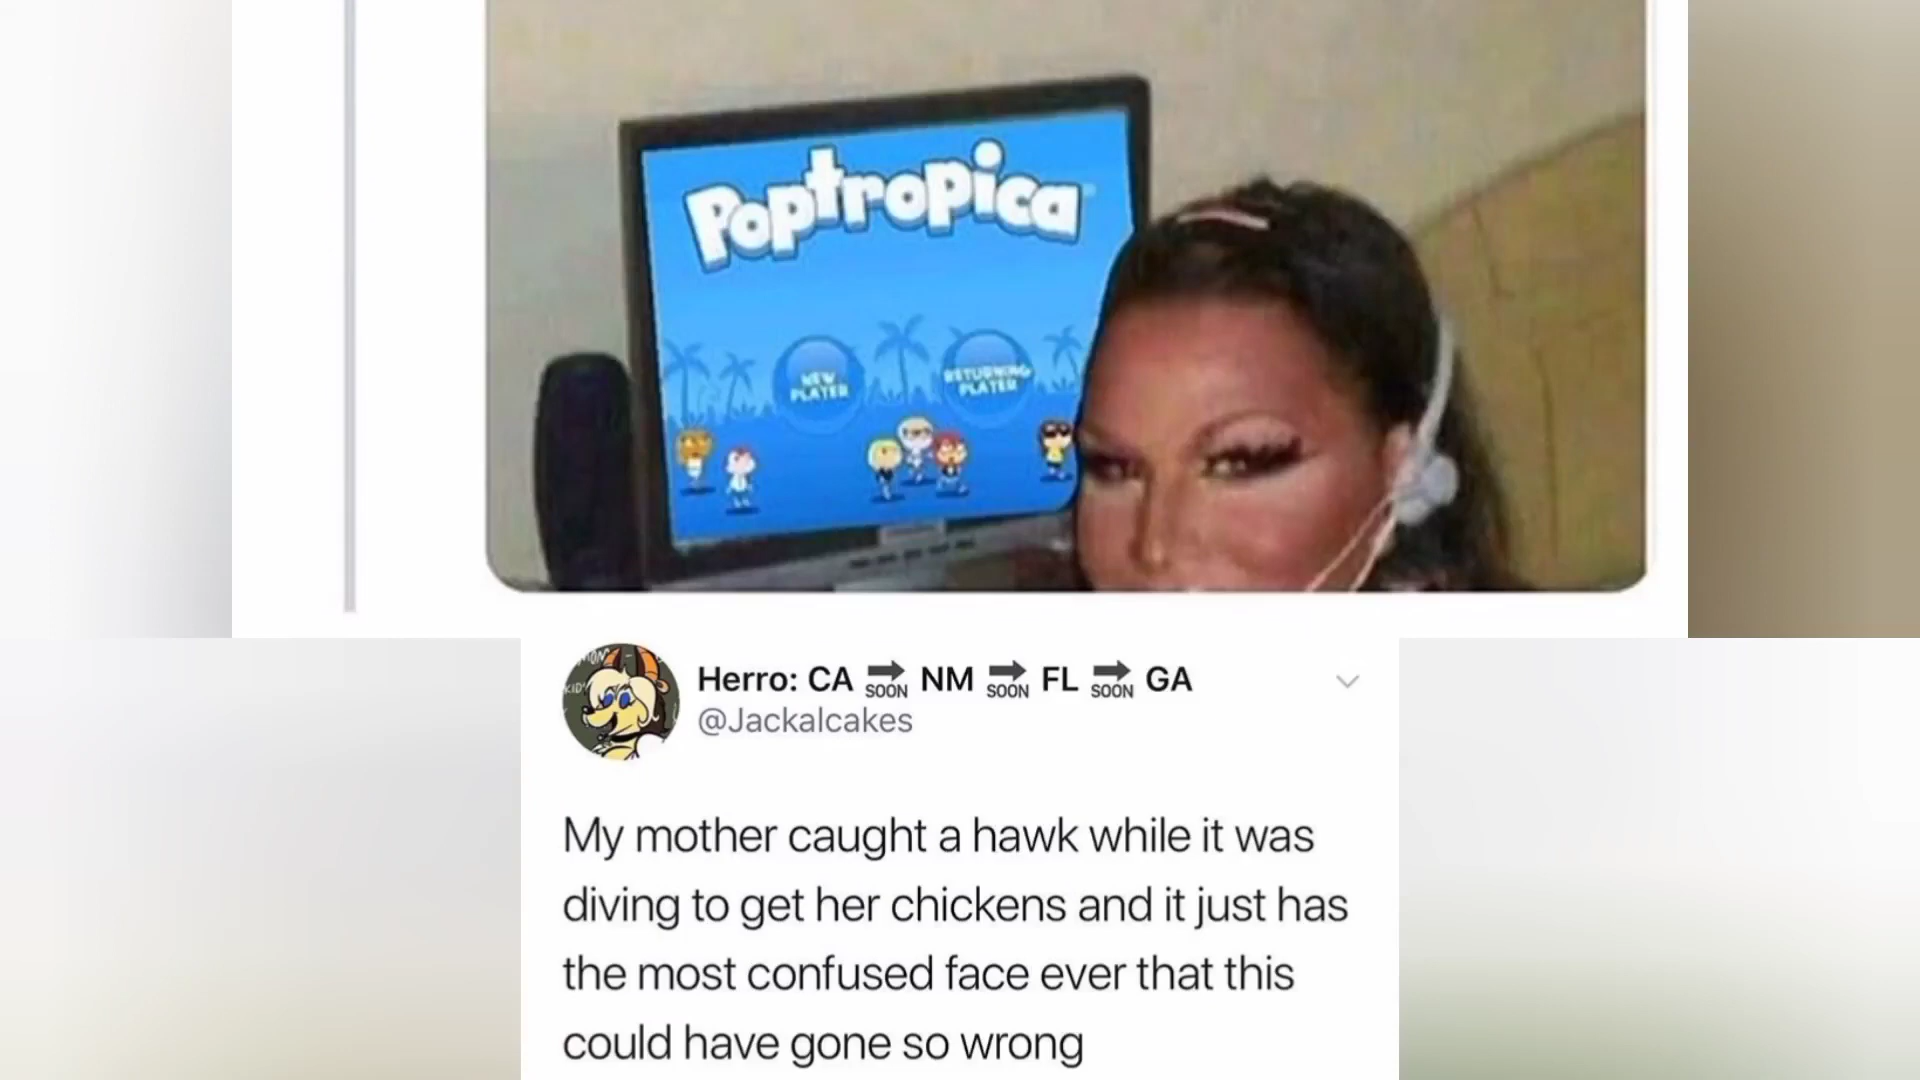 Poptropica
NEW
PLAYER
RETURNING
PLAYER
Herro: CA SOON NM SOON FL SOON GA
@Jackalcakes
My mother caught a hawk while it was
diving to get her chickens and it just has
the most confused face ever that this
could have gone so wrong